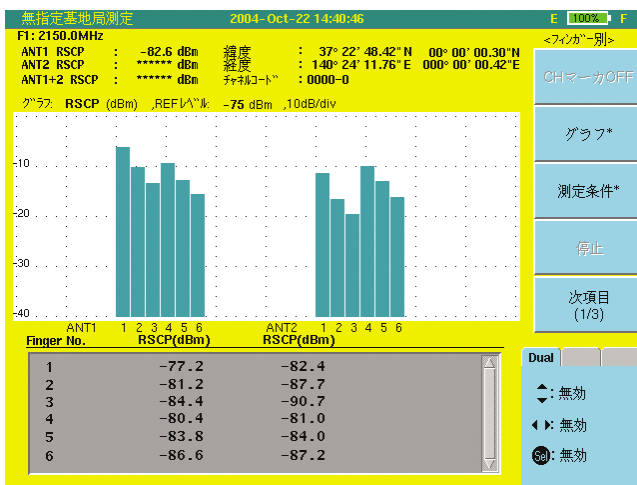 無指定基地局測定 2004-Oct-22 14:40:46 E 100% F
F1: 2150.0MHz <フィンガー別>
ANT1 RSCP : -82.6 dBm 緯度 : 37° 22' 48.42" N 00° 00' 00.30"N
ANT2 RSCP : ****** dBm 経度 : 140° 24' 11.76" E 000° 00' 00.42"E
ANT1+2 RSCP : ****** dBm チャネルコード : 0000-0
CHマーカOFF
グラフ: RSCP (dBm) ,REFレベル: -75 dBm ,10dB/div
グラフ*
-10
測定条件*
-20
停止
-30
次項目
(1/3)
-40
ANT1 1 2 3 4 5 6 ANT2 1 2 3 4 5 6
Finger No. RSCP(dBm) RSCP(dBm)
Dual
1 -77.2 -82.4
2 -81.2 -87.7
3 -84.4 -90.7
4 -80.4 -81.0
5 -83.8 -84.0
6 -86.6 -87.2
: 無効
: 無効
Sel : 無効